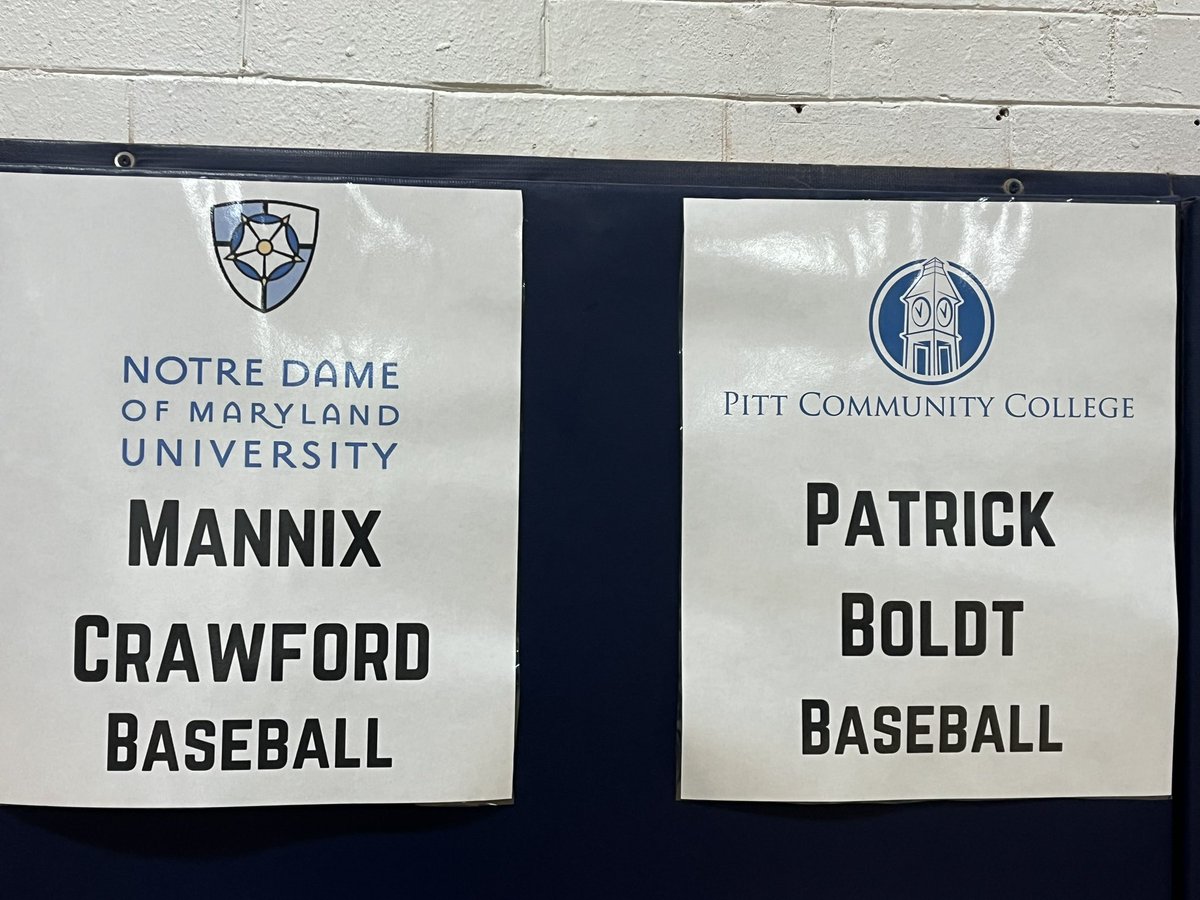 NOTRE DAME
OF MARYLAND
UNIVERSITY
MANNIX
CRAWFORD
BASEBALL
PITT COMMUNITY COLLEGE
PATRICK
BOLDT
BASEBALL